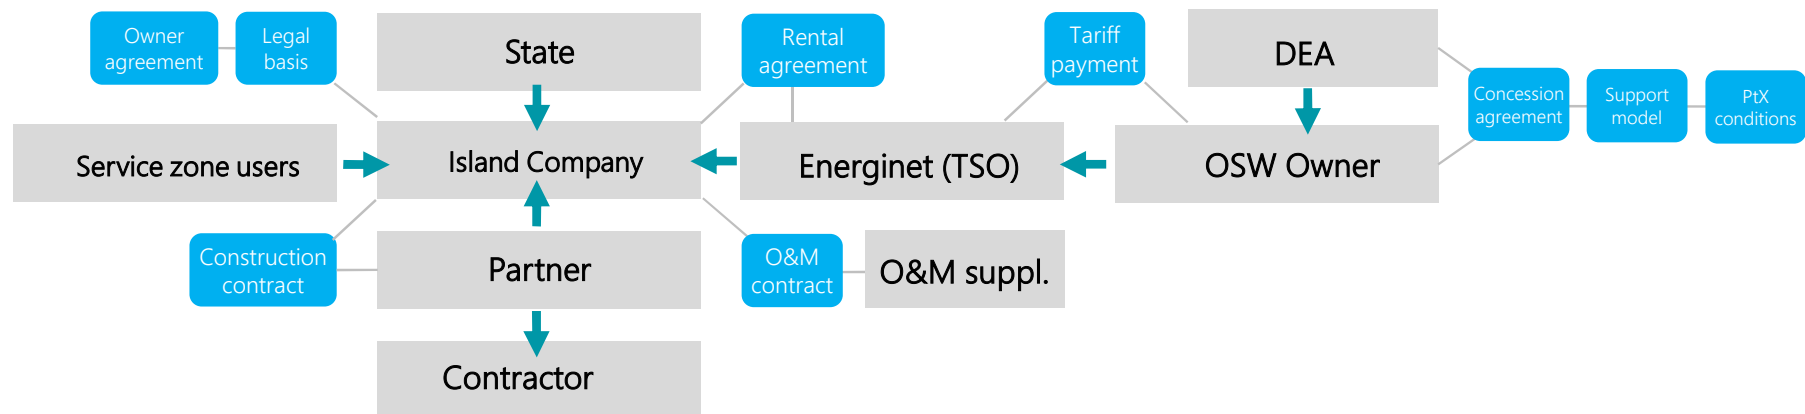 Owner
agreement
Legal
basis
State
Rental
agreement
Tariff
payment
DEA
Concession
agreement
Support
model
PtX
conditions
Service zone users
Island Company
Energinet (TSO)
OSW Owner
Construction
contract
Partner
O&M
contract
O&M suppl.
Contractor